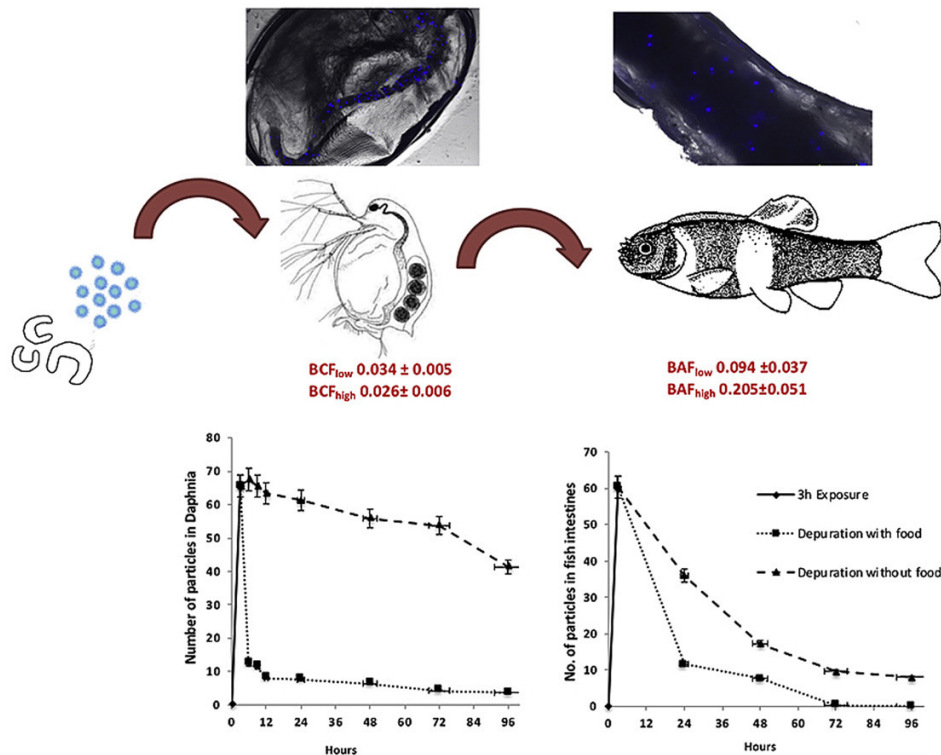 BCFlow 0.034 ± 0.005
BCFhigh 0.026± 0.006
BAFlow 0.094 ±0.037
BAFhigh 0.205±0.051
Number of particles in Daphnia
80
70
60
50
40
30
20
10
0
0 12 24 36 48 60 72 84 96
Hours
No. of particles in fish intestines
70
60
50
40
30
20
10
0
0 12 24 36 48 60 72 84 96
Hours
3h Exposure
Depuration with food
Depuration without food